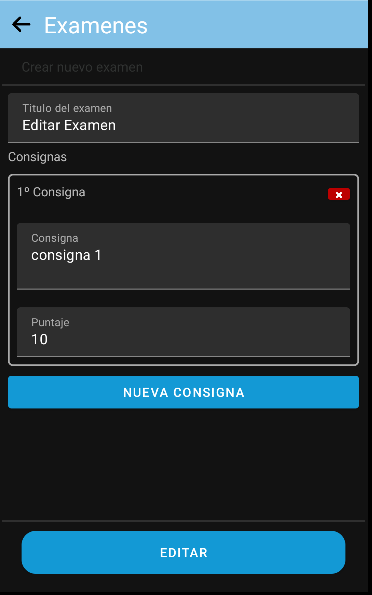 Examenes
Crear nuevo examen
Titulo del examen
Editar Examen
Consignas
1º Consigna
Consigna
consigna 1
Puntaje
10
NUEVA CONSIGNA
EDITAR